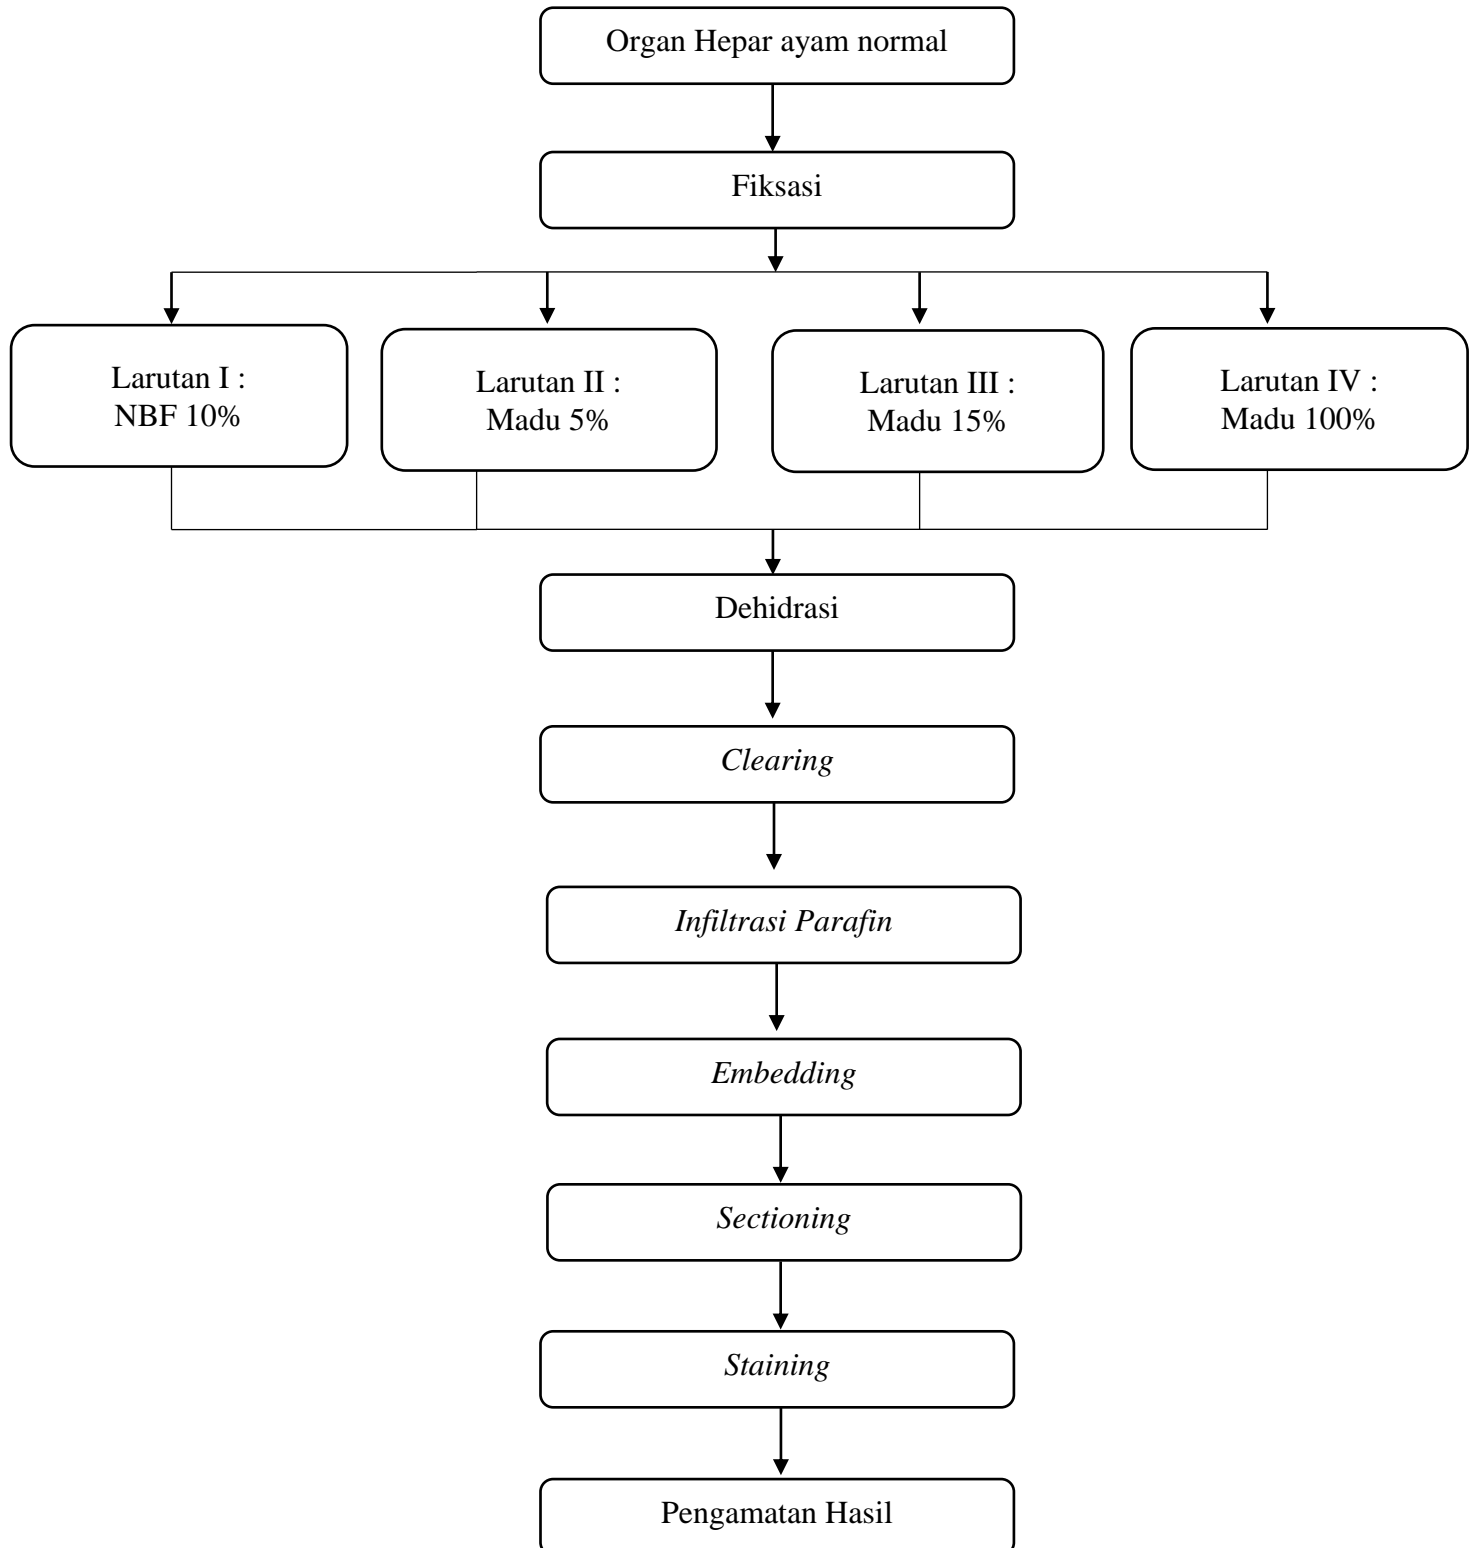 Organ Hepar ayam normal
Fiksasi
Larutan I :
NBF 10%
Larutan II :
Madu 5%
Larutan III :
Madu 15%
Larutan IV :
Madu 100%
Dehidrasi
Clearing
Infiltrasi Parafin
Embedding
Sectioning
Staining
Pengamatan Hasil